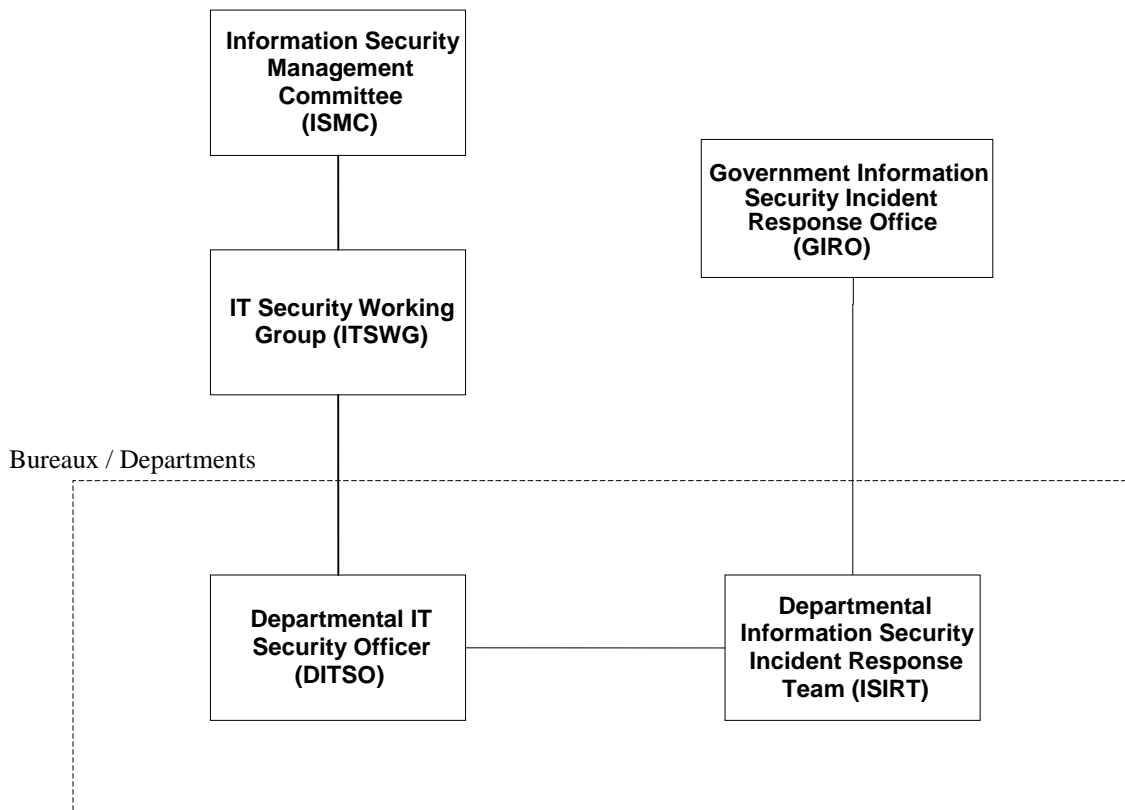 Information Security
Management
Committee
(ISMC)
Government Information
Security Incident
Response Office
(GIRO)
IT Security Working
Group (ITSWG)
Bureaux / Departments
Departmental IT
Security Officer
(DITSO)
Departmental
Information Security
Incident Response
Team (ISIRT)